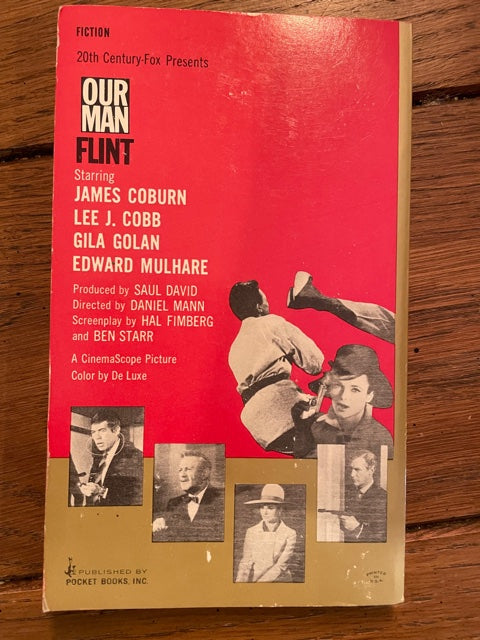 FICTION
20th Century-Fox Presents
OUR
MAN
FLINT
Starring
JAMES COBURN
LEE J. COBB
GILA GOLAN
EDWARD MULHARE
Produced by SAUL DAVID
Directed by DANIEL MANN
Screenplay by HAL FIMBERG
and BEN STARR
A CinemaScope Picture
Color by De Luxe
PUBLISHED BY
POCKET BOOKS, INC.
PRINTED
IN
U.S.A.